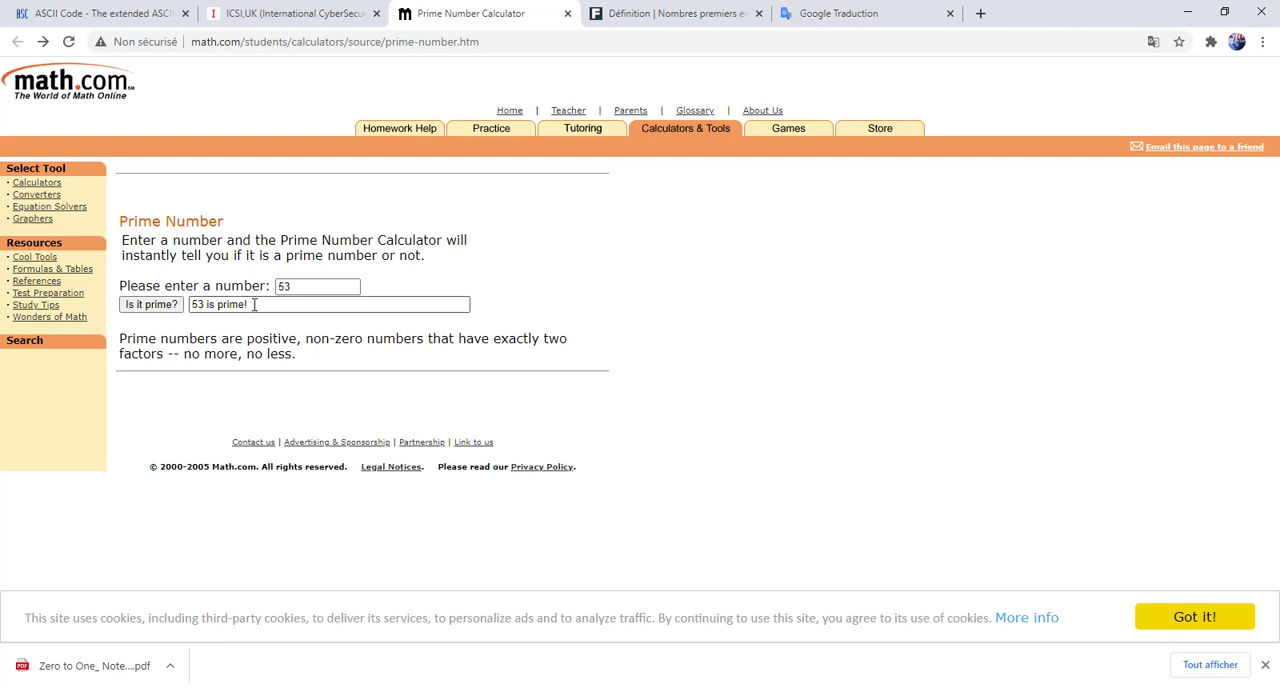 ASCII Code - The extended ASCII
ICSI,UK (International CyberSecu
Prime Number Calculator
Définition | Nombres premiers en
Google Traduction
Non sécurisé
math.com/students/calculators/source/prime-number.htm
math.com
The World of Math Online
Home | Teacher | Parents | Glossary | About Us
Homework Help Practice Tutoring Calculators & Tools Games Store
Email this page to a friend
Select Tool
· Calculators
· Converters
· Equation Solvers
· Graphers
Resources
· Cool Tools
· Formulas & Tables
· References
· Test Preparation
· Study Tips
· Wonders of Math
Search
Prime Number
Enter a number and the Prime Number Calculator will
instantly tell you if it is a prime number or not.
Please enter a number: 53
Is it prime? 53 is prime!
Prime numbers are positive, non-zero numbers that have exactly two
factors -- no more, no less.
Contact us | Advertising & Sponsorship | Partnership | Link to us
© 2000-2005 Math.com. All rights reserved. Legal Notices. Please read our Privacy Policy.
This site uses cookies, including third-party cookies, to deliver its services, to personalize ads and to analyze traffic. By continuing to use this site, you agree to its use of cookies. More info
Got it!
Zero to One_ Note....pdf
Tout afficher